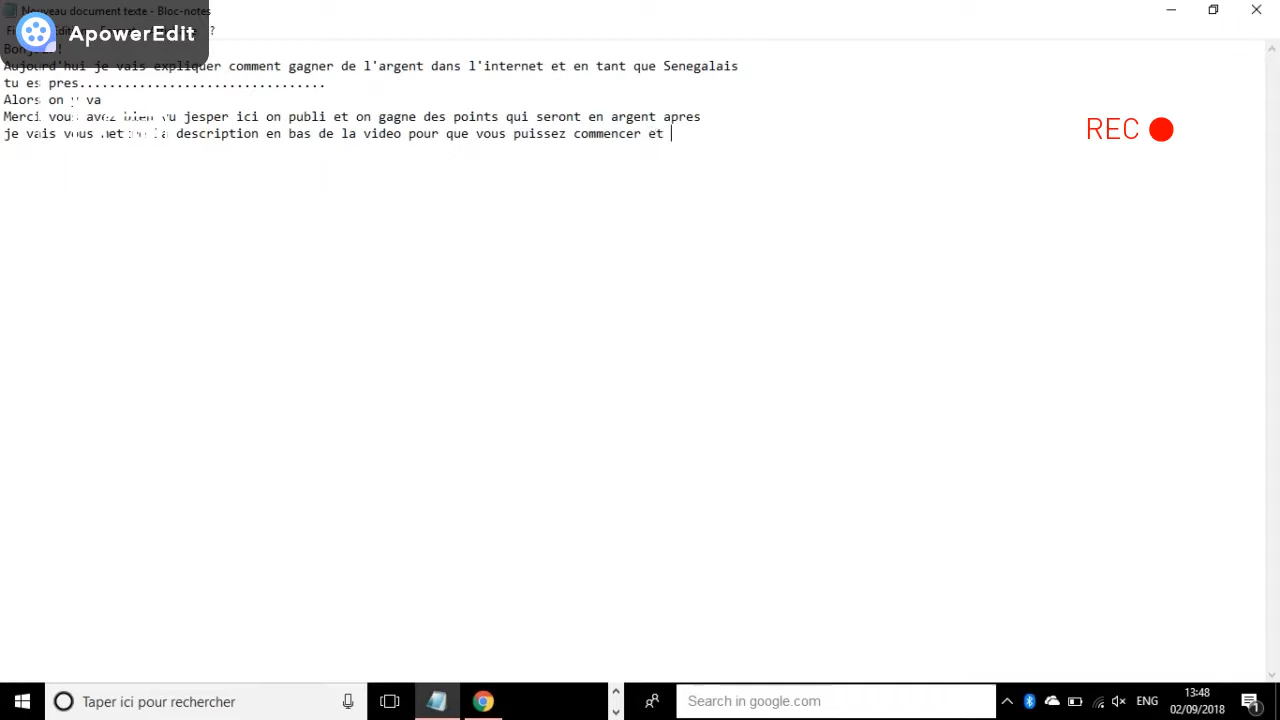 Nouveau document texte - Bloc-notes
ApowerEdit
?
Bonjour!
Aujourd'hui je vais expliquer comment gagner de l'argent dans l'internet et en tant que Senegalais
tu es pres.................................
Alors on y va
Merci vous avez bien vu jesper ici on publi et on gagne des points qui seront en argent apres
je vais vous la description en bas de la video pour que vous puissez commencer et
REC
Taper ici pour rechercher
Search in google.com
ENG
13:48
02/09/2018
1